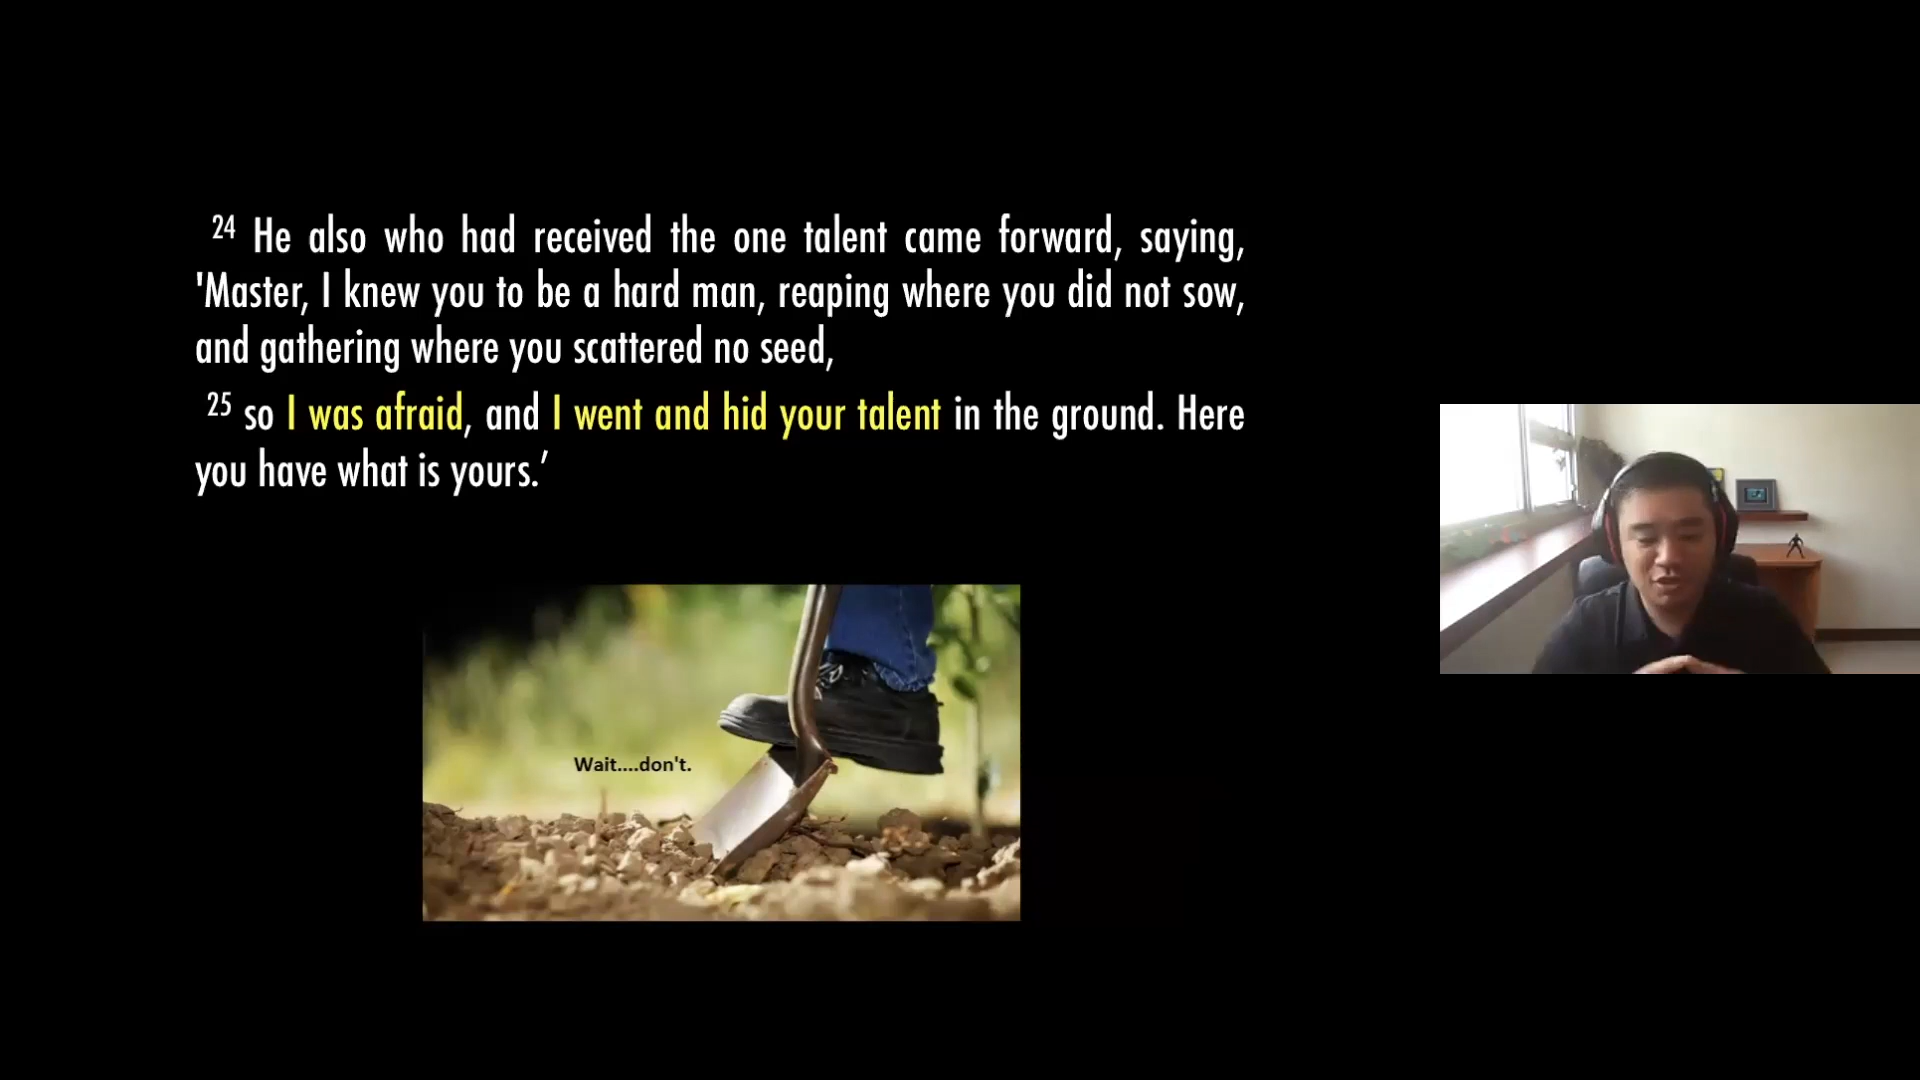 24 He also who had received the one talent came forward, saying,
'Master, I knew you to be a hard man, reaping where you did not sow,
and gathering where you scattered no seed,
25 so I was afraid, and I went and hid your talent in the ground. Here
you have what is yours.’
Wait....don't.